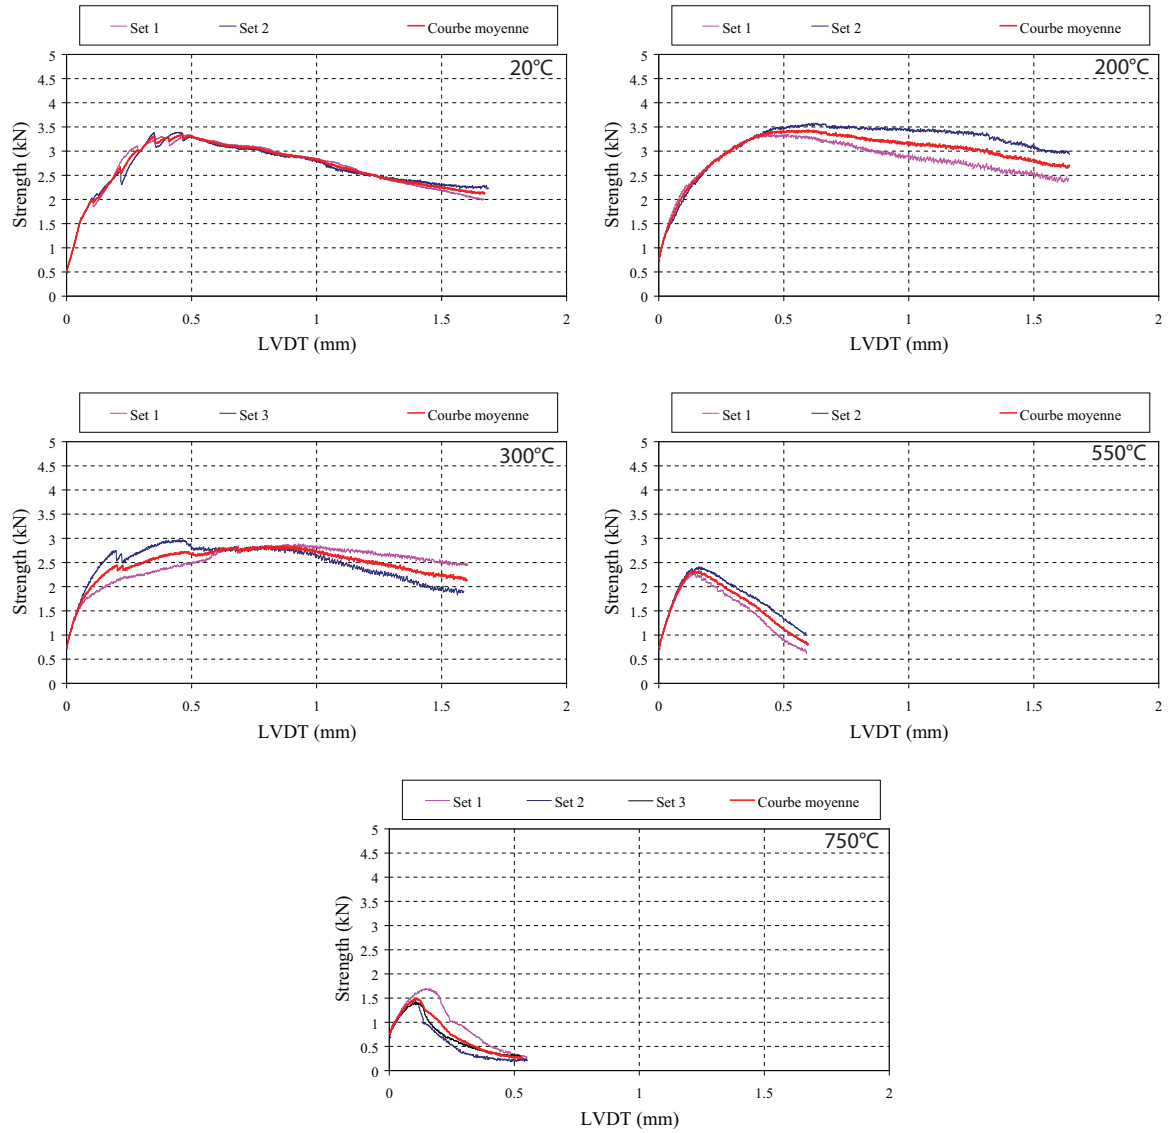 Set 1 Set 2 Courbe moyenne
20°C
5
4.5
4
3.5
3
2.5
2
1.5
1
0.5
0
Strength (kN)
0 0.5 1 1.5 2
LVDT (mm)
Set 1 Set 2 Courbe moyenne
200°C
5
4.5
4
3.5
3
2.5
2
1.5
1
0.5
0
Strength (kN)
0 0.5 1 1.5 2
LVDT (mm)
Set 1 Set 3 Courbe moyenne
300°C
5
4.5
4
3.5
3
2.5
2
1.5
1
0.5
0
Strength (kN)
0 0.5 1 1.5 2
LVDT (mm)
Set 1 Set 2 Courbe moyenne
550°C
5
4.5
4
3.5
3
2.5
2
1.5
1
0.5
0
Strength (kN)
0 0.5 1 1.5 2
LVDT (mm)
Set 1 Set 2 Set 3 Courbe moyenne
750°C
5
4.5
4
3.5
3
2.5
2
1.5
1
0.5
0
Strength (kN)
0 0.5 1 1.5 2
LVDT (mm)